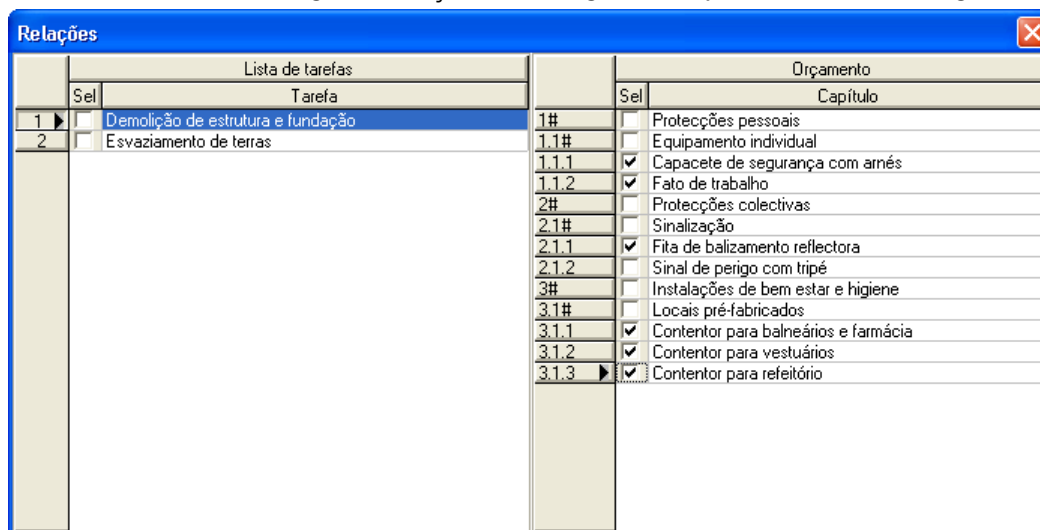 Relações
Lista de tarefas
Sel Tarefa
1 Demolição de estrutura e fundação
2 Esvaziamento de terras
Orçamento
Sel Capítulo
1# Protecções pessoais
1.1# Equipamento individual
1.1.1 Capacete de segurança com arnés
1.1.2 Fato de trabalho
2# Protecções colectivas
2.1# Sinalização
2.1.1 Fita de balizamento reflectora
2.1.2 Sinal de perigo com tripé
3# Instalações de bem estar e higiene
3.1# Locais pré-fabricados
3.1.1 Contentor para balneários e farmácia
3.1.2 Contentor para vestuários
3.1.3 Contentor para refeitório